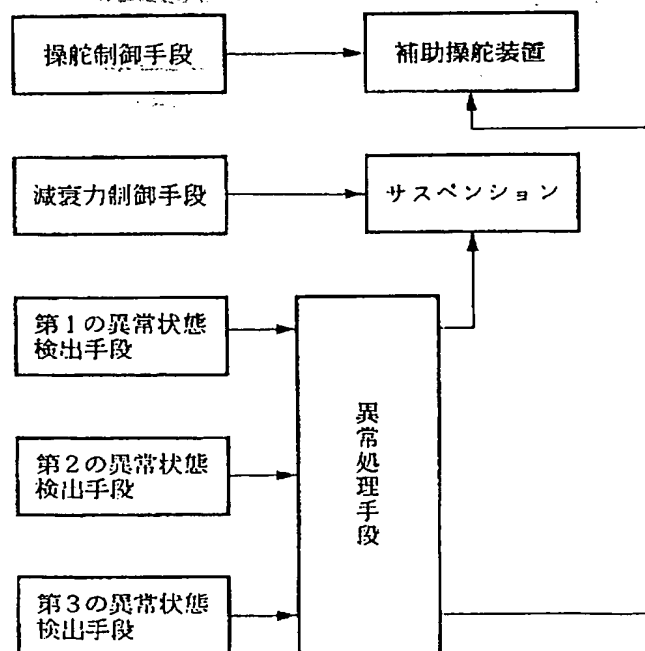 操舵制御手段
補助操舵装置
減衰力制御手段
サスペンション
第1の異常状態
検出手段
第2の異常状態
検出手段
第3の異常状態
検出手段
異常処理手段